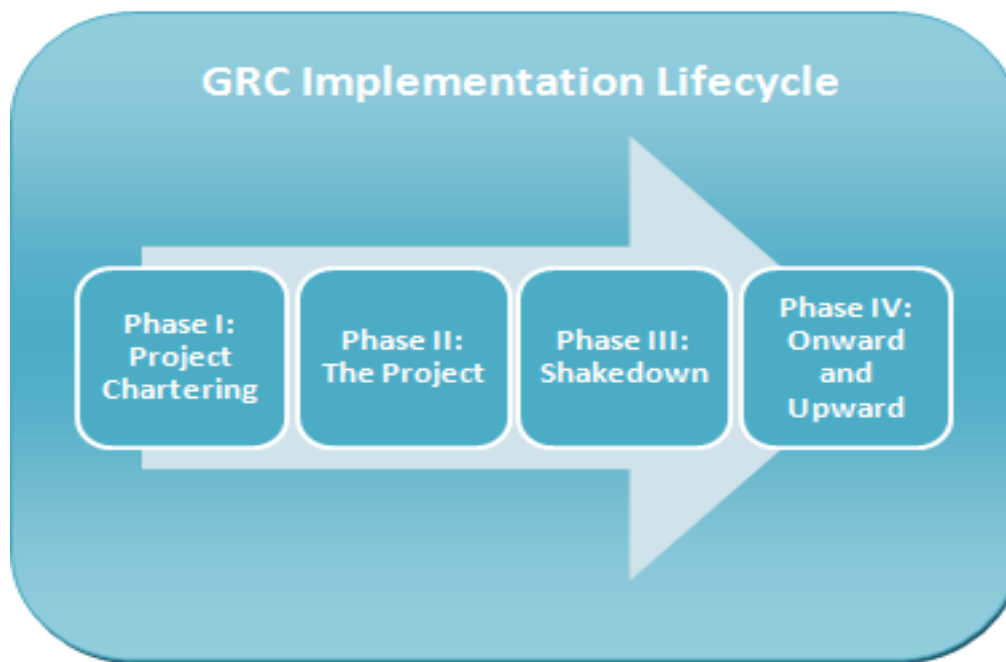 GRC Implementation Lifecycle
Phase I:
Project
Chartering
Phase II:
The Project
Phase III:
Shakedown
Phase IV:
Onward
and
Upward